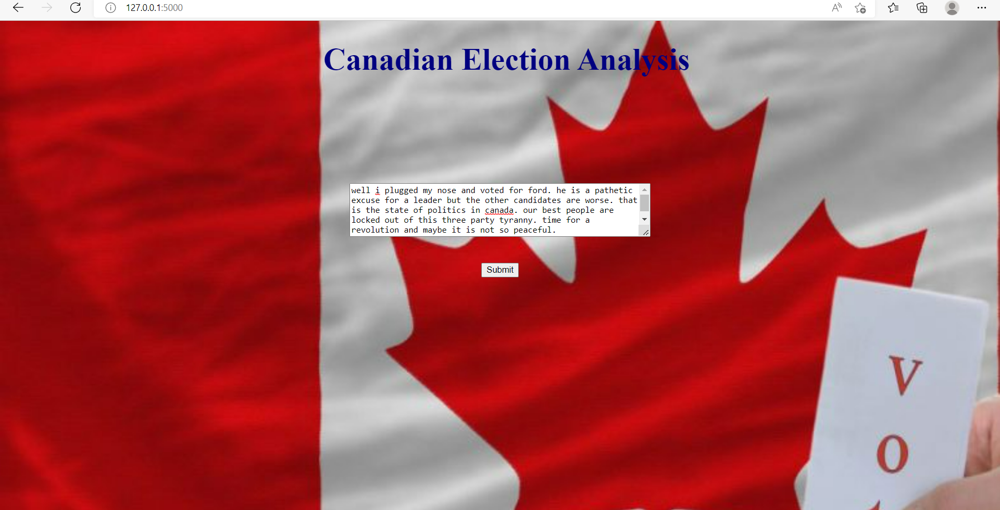 127.0.0.1:5000
Canadian Election Analysis
well i plugged my nose and voted for ford. he is a pathetic
excuse for a leader but the other candidates are worse. that
is the state of politics in canada. our best people are
locked out of this three party tyranny. time for a
revolution and maybe it is not so peaceful.
Submit
V
O